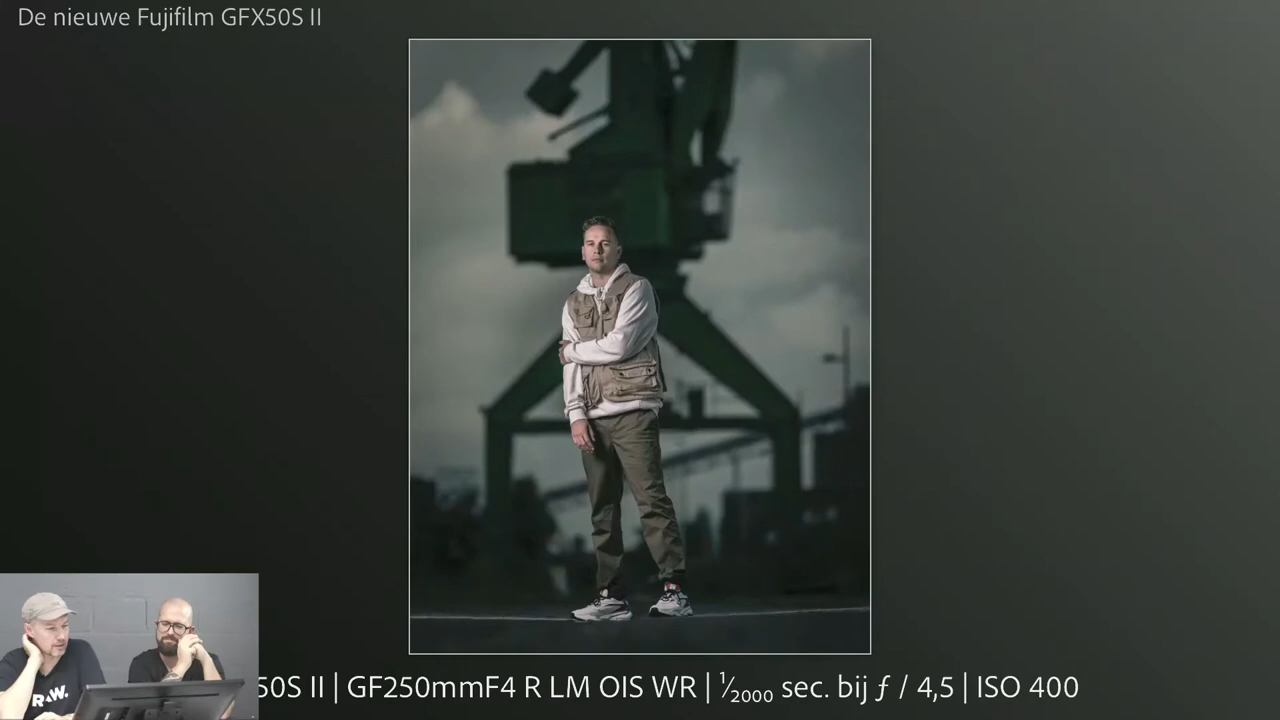 De nieuwe Fujifilm GFX50S II
50S II | GF250mmF4 R LM OIS WR | 1/2000 sec. bij ƒ / 4,5 | ISO 400
RAW.